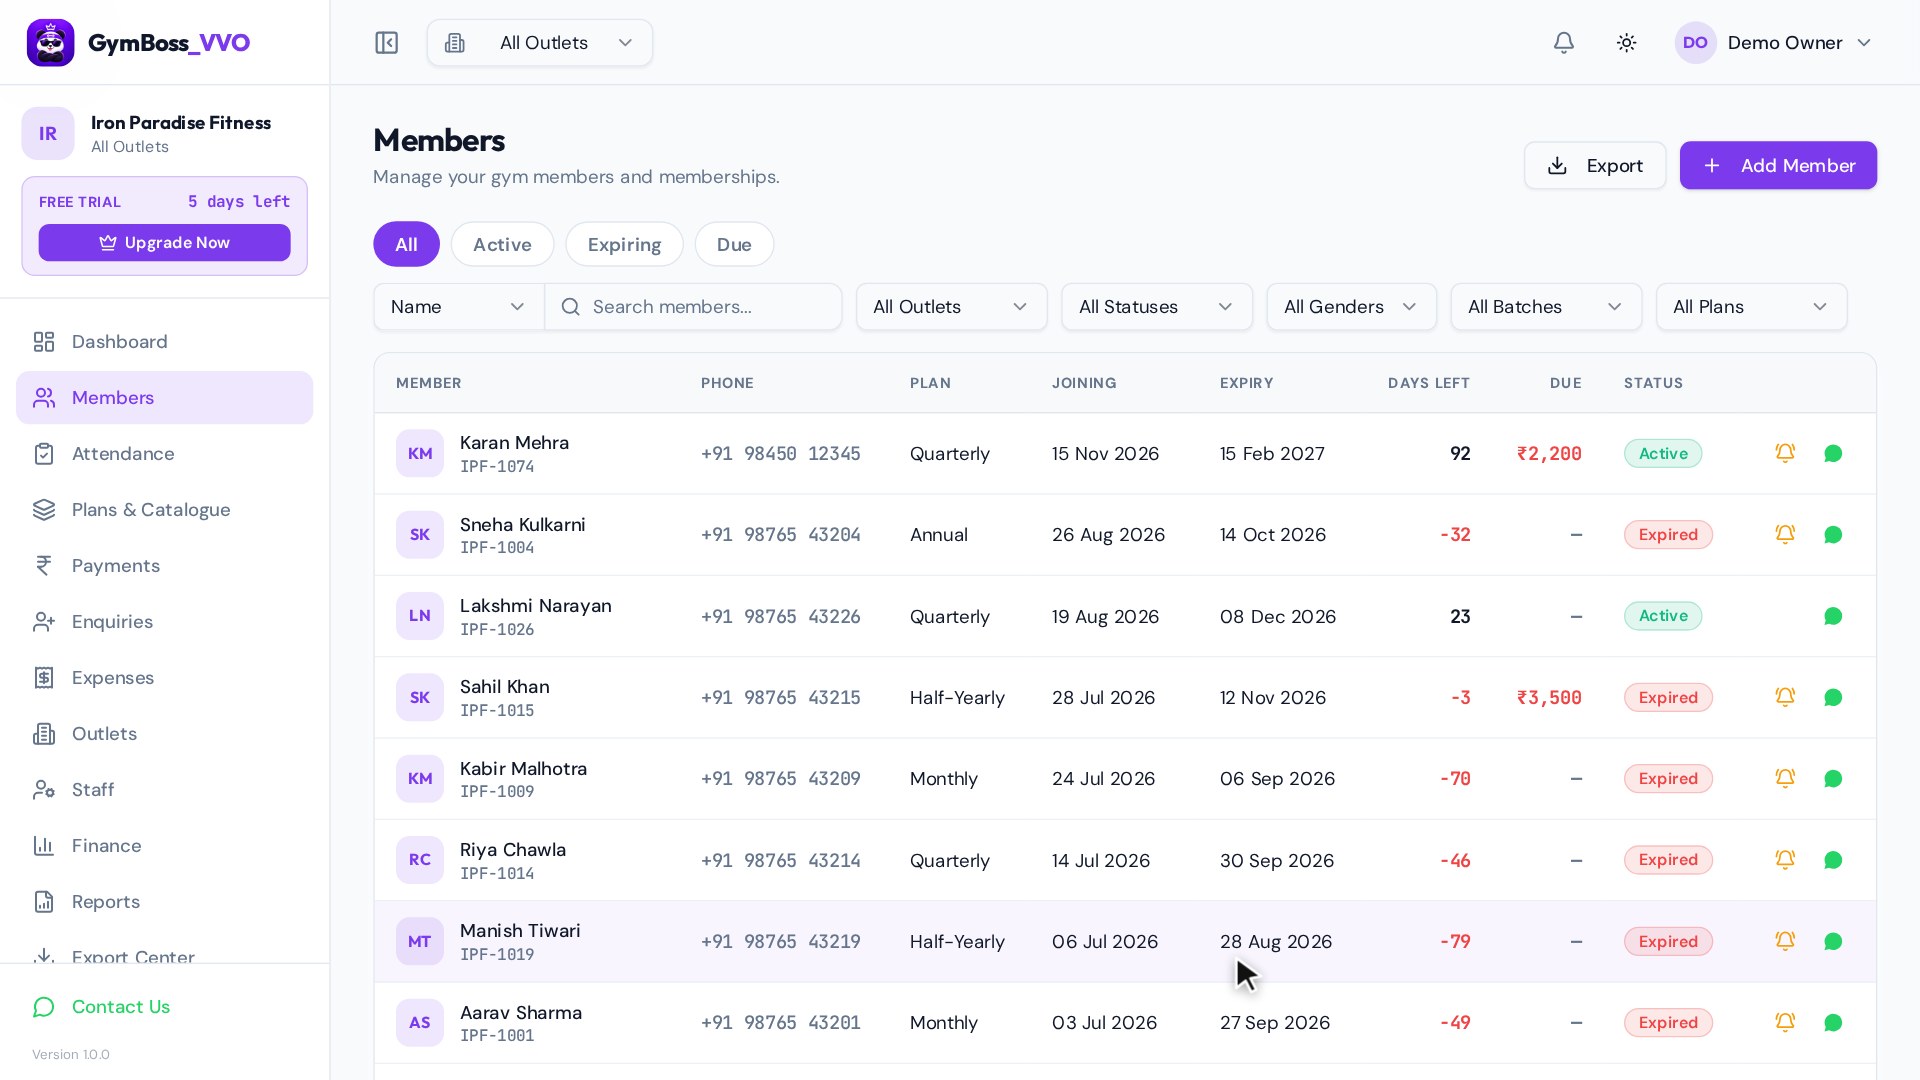 GymBoss_VVO
All Outlets
DO Demo Owner
IR Iron Paradise Fitness
All Outlets
FREE TRIAL 5 days left
Upgrade Now
Dashboard
Members
Attendance
Plans & Catalogue
Payments
Enquiries
Expenses
Outlets
Staff
Finance
Reports
Export Center
Contact Us
Version 1.0.0
Members
Manage your gym members and memberships.
Export
Add Member
All Active Expiring Due
Name Search members... All Outlets All Statuses All Genders All Batches All Plans
MEMBER PHONE PLAN JOINING EXPIRY DAYS LEFT DUE STATUS
KM Karan Mehra IPF-1074 +91 98450 12345 Quarterly 15 Nov 2026 15 Feb 2027 92 ₹2,200 Active
SK Sneha Kulkarni IPF-1004 +91 98765 43204 Annual 26 Aug 2026 14 Oct 2026 -32 — Expired
LN Lakshmi Narayan IPF-1026 +91 98765 43226 Quarterly 19 Aug 2026 08 Dec 2026 23 — Active
SK Sahil Khan IPF-1015 +91 98765 43215 Half-Yearly 28 Jul 2026 12 Nov 2026 -3 ₹3,500 Expired
KM Kabir Malhotra IPF-1009 +91 98765 43209 Monthly 24 Jul 2026 06 Sep 2026 -70 — Expired
RC Riya Chawla IPF-1014 +91 98765 43214 Quarterly 14 Jul 2026 30 Sep 2026 -46 — Expired
MT Manish Tiwari IPF-1019 +91 98765 43219 Half-Yearly 06 Jul 2026 28 Aug 2026 -79 — Expired
AS Aarav Sharma IPF-1001 +91 98765 43201 Monthly 03 Jul 2026 27 Sep 2026 -49 — Expired